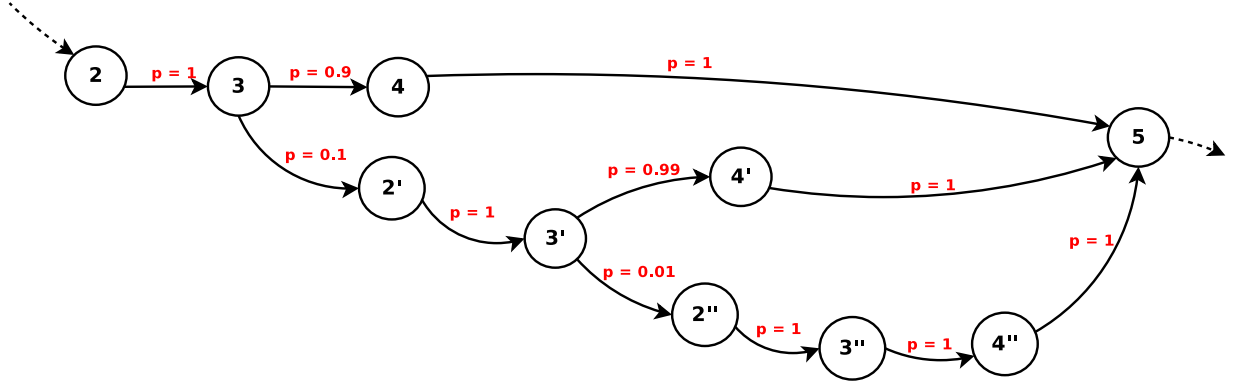 2
p = 1
3
p = 0.9
4
p = 1
5
p = 0.1
2'
p = 1
3'
p = 0.99
4'
p = 1
p = 0.01
2''
p = 1
3''
p = 1
4''
p = 1